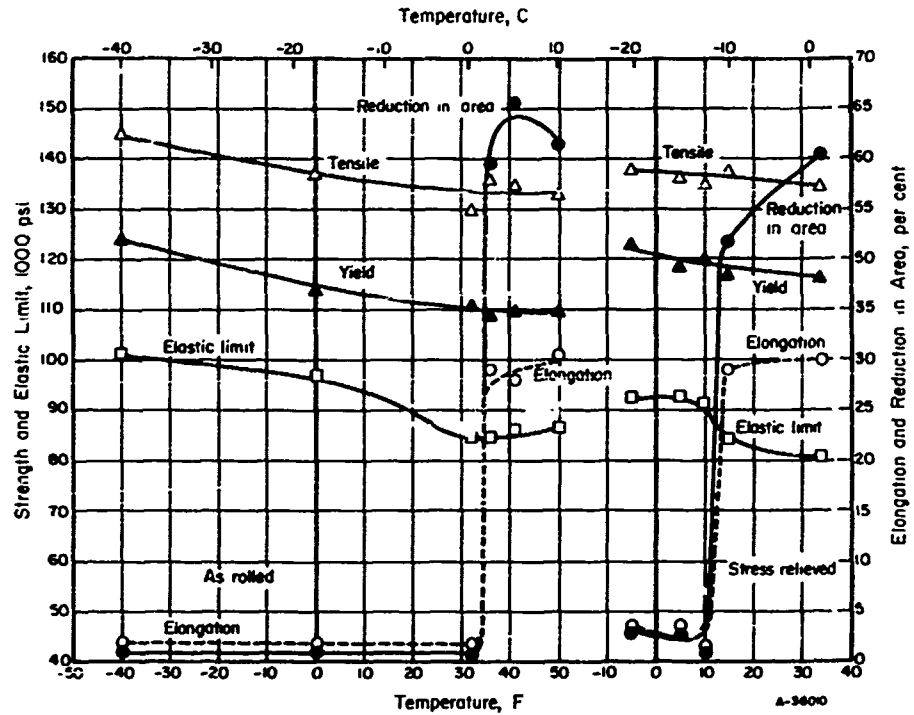 Temperature, C
-40 -30 -20 -10 0 10 -20 -10 0
160 150 140 130 120 110 100 90 80 70 60 50 40
Strength and Elastic Limit, 1000 psi
Reduction in area
Tensile
Yield
Elastic limit
Elongation
As rolled
Elongation
Tensile
Reduction
in area
Yield
Elongation
Elastic limit
Stress relieved
70 65 60 55 50 45 40 35 30 25 20 15 10 5 0
Elongation and Reduction in Area, per cent
-50 -40 -30 -20 -10 0 10 20 30 40 50 -10 0 10 20 30 40
Temperature, F
A-36010